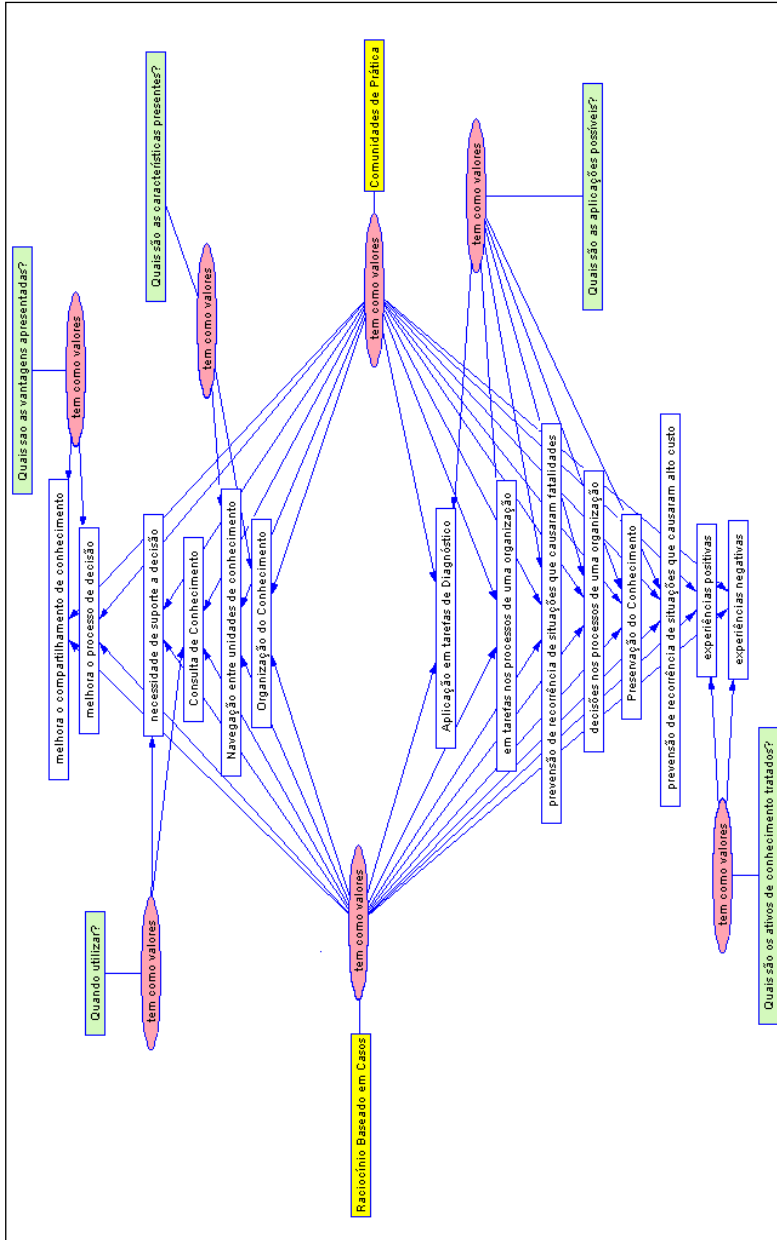 Quais são as vantagens apresentadas?
tem como valores
melhora o compartilhamento de conhecimento
melhora o processo de decisão
Quais são as características presentes?
tem como valores
Quando utilizar?
tem como valores
necessidade de suporte a decisão
Consulta de Conhecimento
Navegação entre unidades de conhecimento
Organização do Conhecimento
Comunidades de Prática
tem como valores
Raciocínio Baseado em Casos
tem como valores
Quais são as aplicações possíveis?
tem como valores
Aplicação em tarefas de Diagnóstico
em tarefas nos processos de uma organização
prevensão de recorrência de situações que causaram fatalidades
decisões nos processos de uma organização
Preservação do Conhecimento
prevensão de recorrência de situações que causaram alto custo
experiências positivas
experiências negativas
tem como valores
Quais são os ativos de conhecimento tratados?